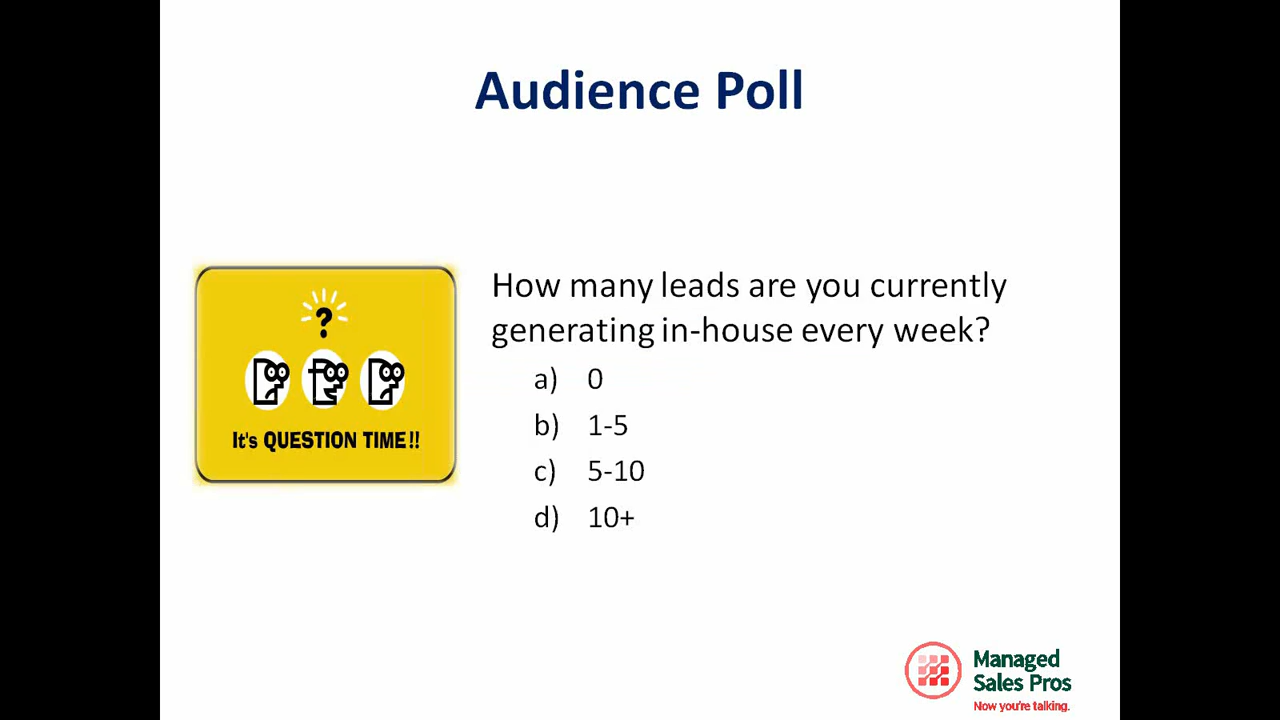 Audience Poll
How many leads are you currently
generating in-house every week?
a) 0
b) 1-5
c) 5-10
d) 10+
?
It's QUESTION TIME!!
Managed
Sales Pros
Now you're talking.